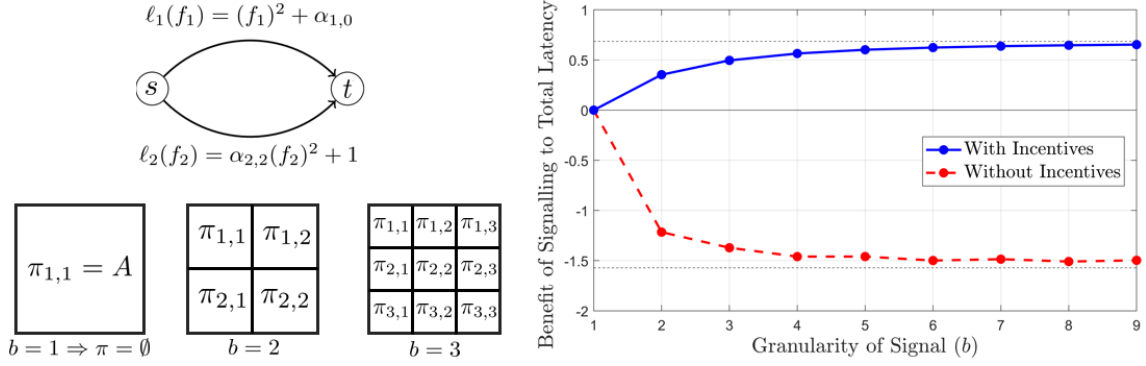 ℓ₁(f₁) = (f₁)² + α₁,₀
s
t
ℓ₂(f₂) = α₂,₂(f₂)² + 1
π₁,₁ = A
b = 1 ⇒ π = ∅
π₁,₁ π₁,₂
π₂,₁ π₂,₂
b = 2
π₁,₁ π₁,₂ π₁,₃
π₂,₁ π₂,₂ π₂,₃
π₃,₁ π₃,₂ π₃,₃
b = 3
Benefit of Signalling to Total Latency
1
0.5
0
-0.5
-1
-1.5
-2
With Incentives
Without Incentives
1 2 3 4 5 6 7 8 9
Granularity of Signal (b)